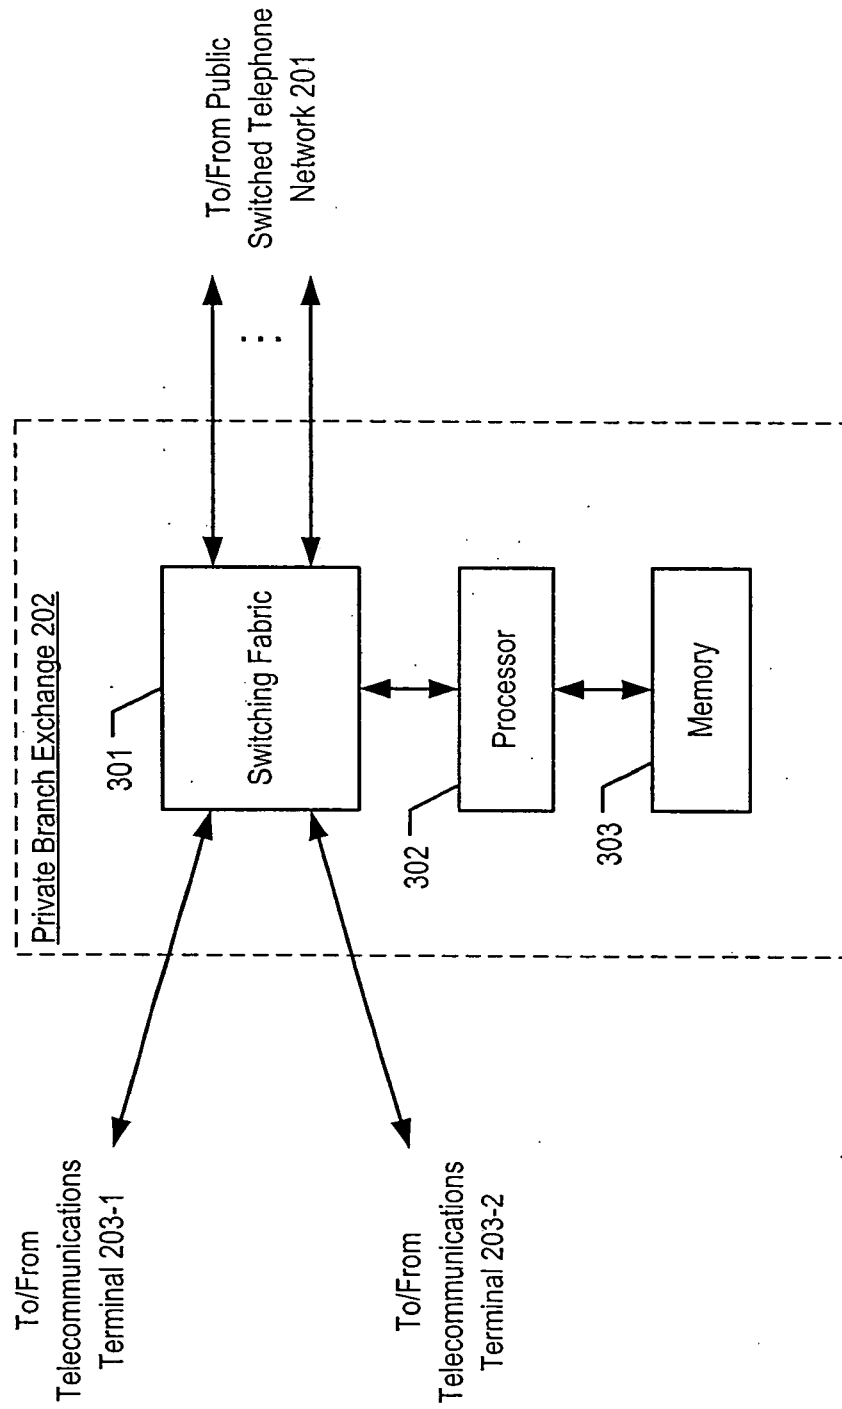 Private Branch Exchange 202
To/From
Telecommunications
Terminal 203-1
To/From
Telecommunications
Terminal 203-2
301
Switching Fabric
302
Processor
303
Memory
To/From Public
Switched Telephone
Network 201
. . .